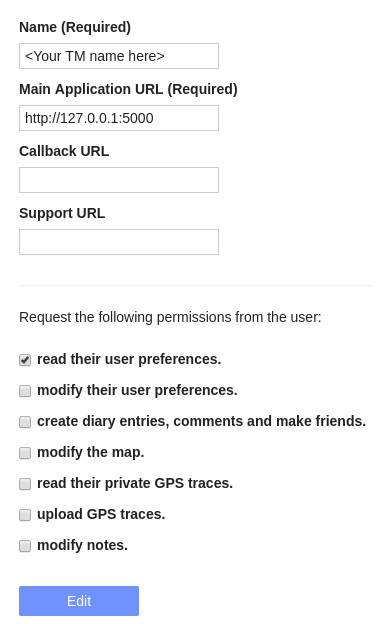 Name (Required)
<Your TM name here>
Main Application URL (Required)
http://127.0.0.1:5000
Callback URL
Support URL
Request the following permissions from the user:
read their user preferences.
modify their user preferences.
create diary entries, comments and make friends.
modify the map.
read their private GPS traces.
upload GPS traces.
modify notes.
Edit